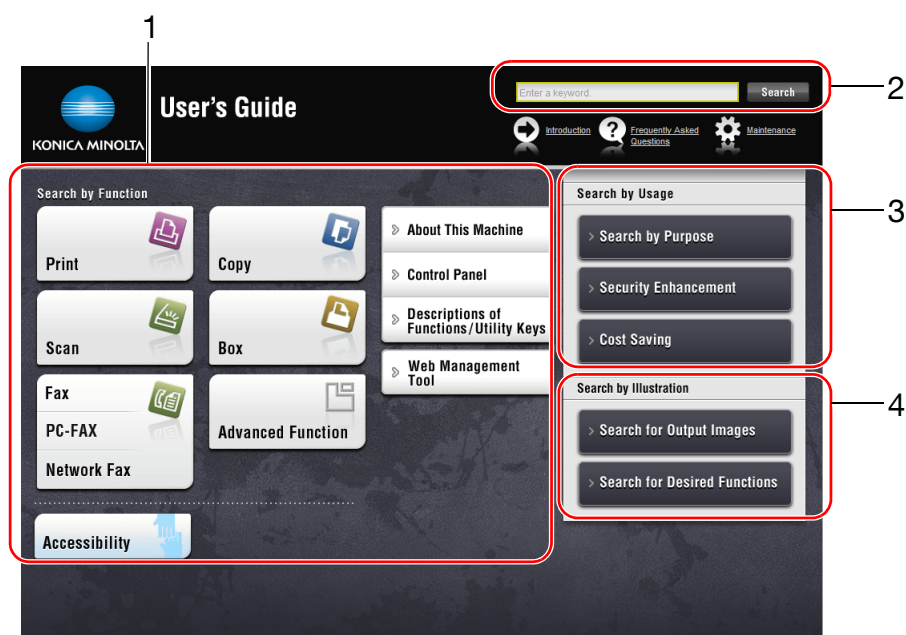 1
2
KONICA MINOLTA
User's Guide
Enter a keyword.
Search
Introduction
Frequently Asked
Questions
Maintenance
Search by Function
Print
Copy
Scan
Box
Fax
PC-FAX
Network Fax
Advanced Function
Accessibility
About This Machine
Control Panel
Descriptions of
Functions/Utility Keys
Web Management
Tool
3
Search by Usage
Search by Purpose
Security Enhancement
Cost Saving
4
Search by Illustration
Search for Output Images
Search for Desired Functions